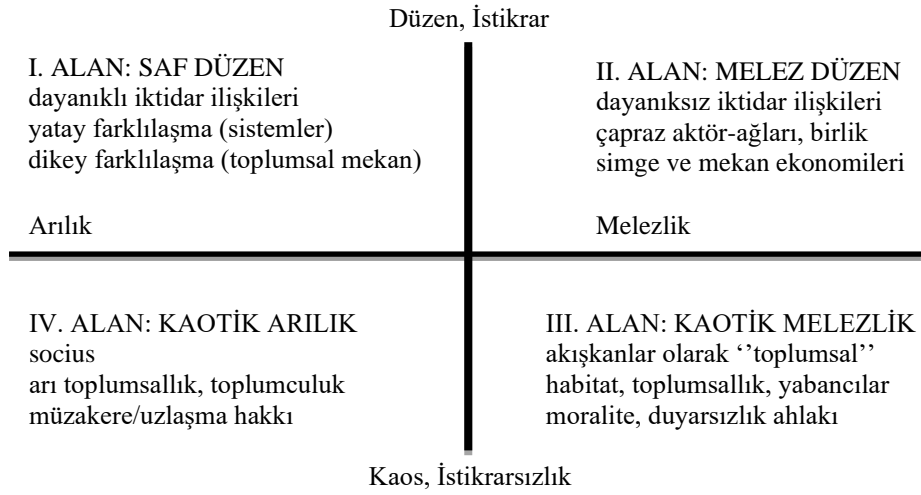 Düzen, İstikrar
I. ALAN: SAF DÜZEN
dayanıklı iktidar ilişkileri
yatay farklılaşma (sistemler)
dikey farklılaşma (toplumsal mekan)
Arılık
II. ALAN: MELEZ DÜZEN
dayanıksız iktidar ilişkileri
çapraz aktör-ağları, birlik
simge ve mekan ekonomileri
Melezlik
IV. ALAN: KAOTİK ARILIK
socius
arı toplumsallık, toplumculuk
müzakere/uzlaşma hakkı
III. ALAN: KAOTİK MELEZLİK
akışkanlar olarak ‘’toplumsal’’
habitat, toplumsallık, yabancılar
moralite, duyarsızlık ahlakı
Kaos, İstikrarsızlık